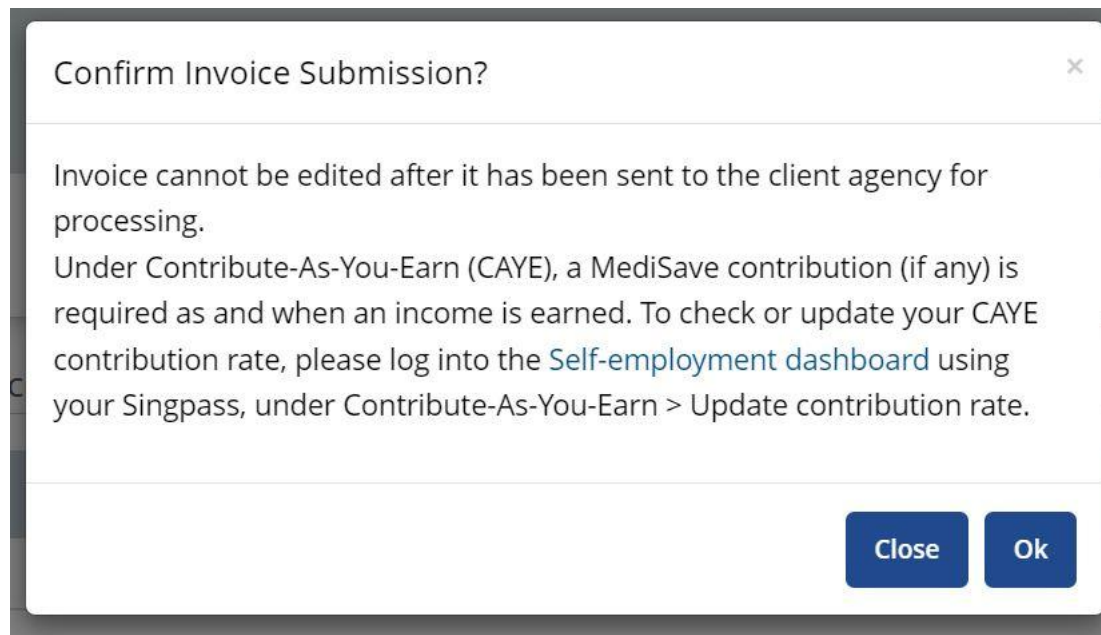 Confirm Invoice Submission?
×
Invoice cannot be edited after it has been sent to the client agency for
processing.
Under Contribute-As-You-Earn (CAYE), a MediSave contribution (if any) is
required as and when an income is earned. To check or update your CAYE
contribution rate, please log into the Self-employment dashboard using
your Singpass, under Contribute-As-You-Earn > Update contribution rate.
Close Ok